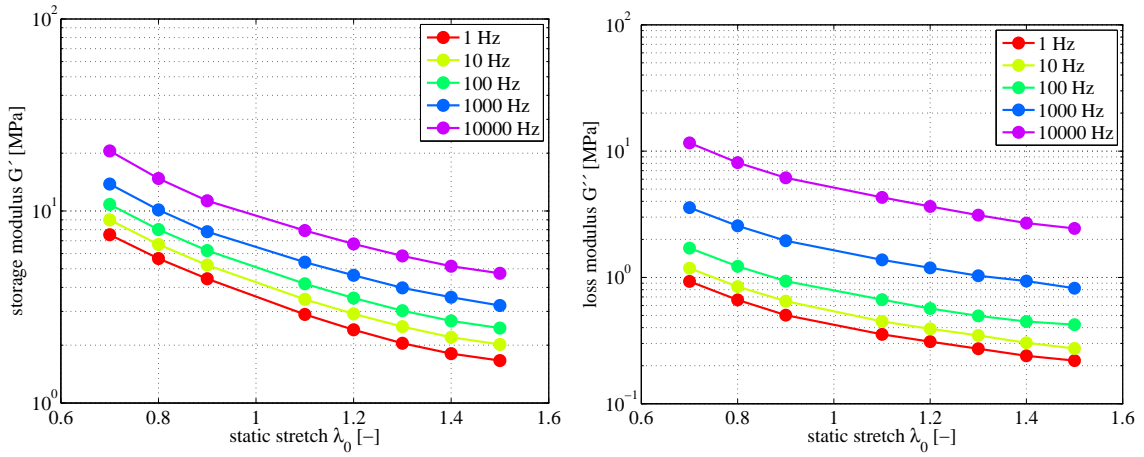 storage modulus G´ [MPa]
10²
10¹
10⁰
0.6 0.8 1 1.2 1.4 1.6
static stretch λ₀ [−]
1 Hz
10 Hz
100 Hz
1000 Hz
10000 Hz
loss modulus G´´ [MPa]
10²
10¹
10⁰
10⁻¹
0.6 0.8 1 1.2 1.4 1.6
static stretch λ₀ [−]
1 Hz
10 Hz
100 Hz
1000 Hz
10000 Hz